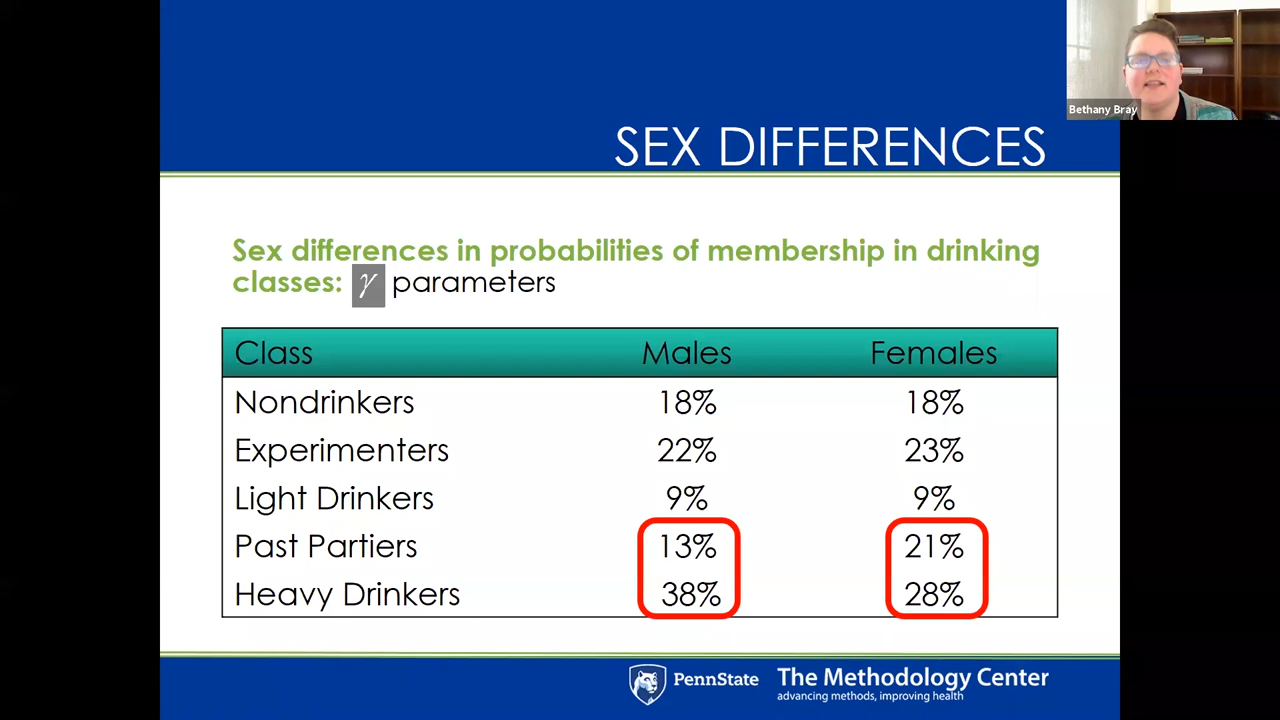 Bethany Bray
SEX DIFFERENCES
Sex differences in probabilities of membership in drinking
classes: γ parameters
Class Males Females
Nondrinkers 18% 18%
Experimenters 22% 23%
Light Drinkers 9% 9%
Past Partiers 13% 21%
Heavy Drinkers 38% 28%
PennState The Methodology Center
advancing methods, improving health